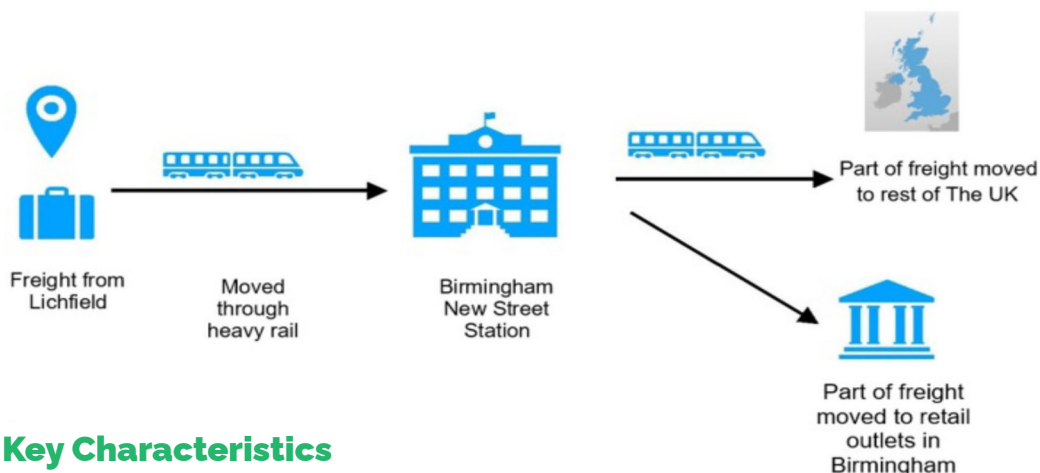 Freight from
Lichfield
Moved
through
heavy rail
Birmingham
New Street
Station
Part of freight moved
to rest of The UK
Part of freight
moved to retail
outlets in
Birmingham
Key Characteristics